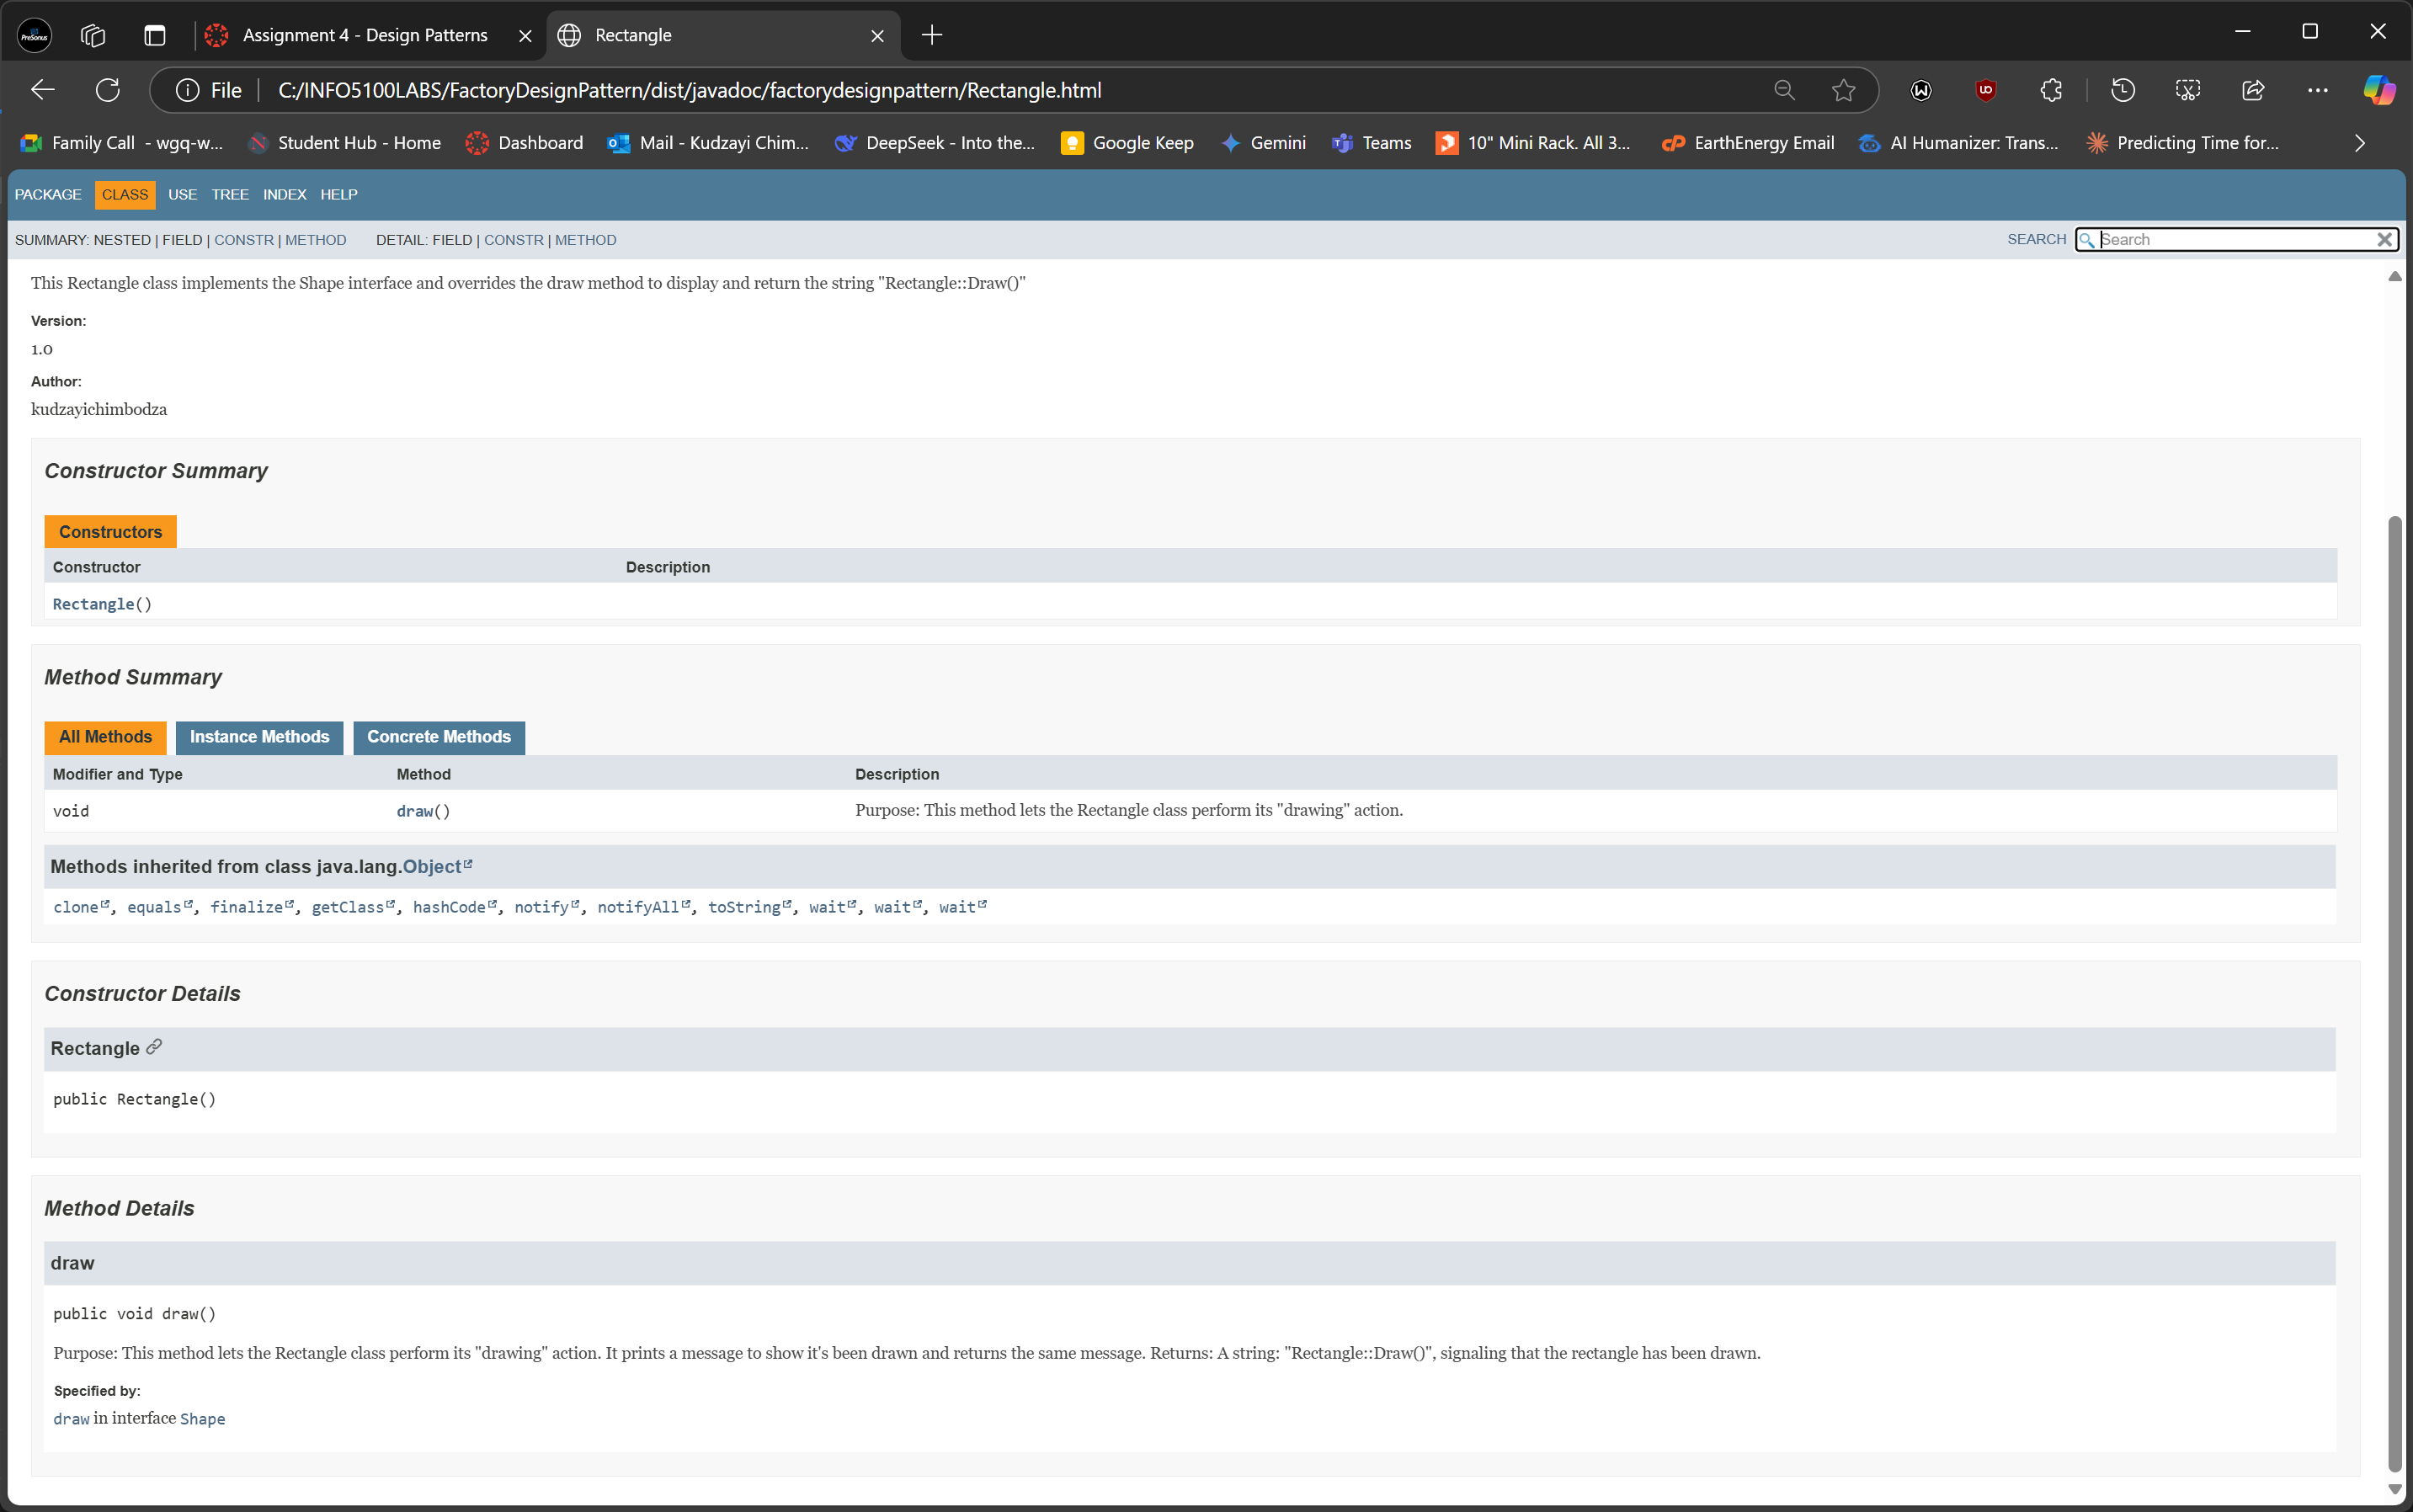 PreSonus
Assignment 4 - Design Patterns
Rectangle
File
C:/INFO5100LABS/FactoryDesignPattern/dist/javadoc/factorydesignpattern/Rectangle.html
Family Call - wgq-w...
Student Hub - Home
Dashboard
Mail - Kudzayi Chim...
DeepSeek - Into the...
Google Keep
Gemini
Teams
10" Mini Rack. All 3...
EarthEnergy Email
AI Humanizer: Trans...
Predicting Time for...
PACKAGE CLASS USE TREE INDEX HELP
SUMMARY: NESTED | FIELD | CONSTR | METHOD DETAIL: FIELD | CONSTR | METHOD
SEARCH Search
This Rectangle class implements the Shape interface and overrides the draw method to display and return the string "Rectangle::Draw()"
Version:
1.0
Author:
kudzayichimbodza
Constructor Summary
Constructors
Constructor Description
Rectangle()
Method Summary
All Methods Instance Methods Concrete Methods
Modifier and Type Method Description
void draw() Purpose: This method lets the Rectangle class perform its "drawing" action.
Methods inherited from class java.lang.Object
clone, equals, finalize, getClass, hashCode, notify, notifyAll, toString, wait, wait, wait
Constructor Details
Rectangle
public Rectangle()
Method Details
draw
public void draw()
Purpose: This method lets the Rectangle class perform its "drawing" action. It prints a message to show it's been drawn and returns the same message. Returns: A string: "Rectangle::Draw()", signaling that the rectangle has been drawn.
Specified by:
draw in interface Shape